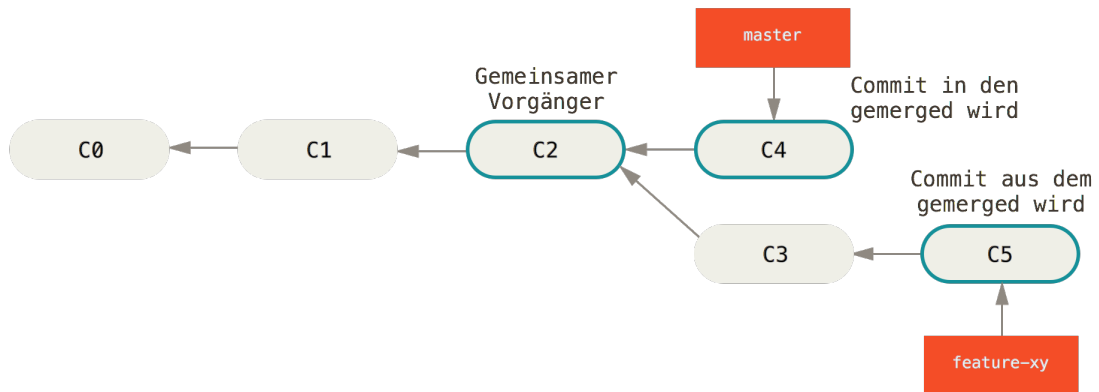 master
Gemeinsamer
Vorgänger
Commit in den
gemerged wird
C0
C1
C2
C4
Commit aus dem
gemerged wird
C3
C5
feature-xy